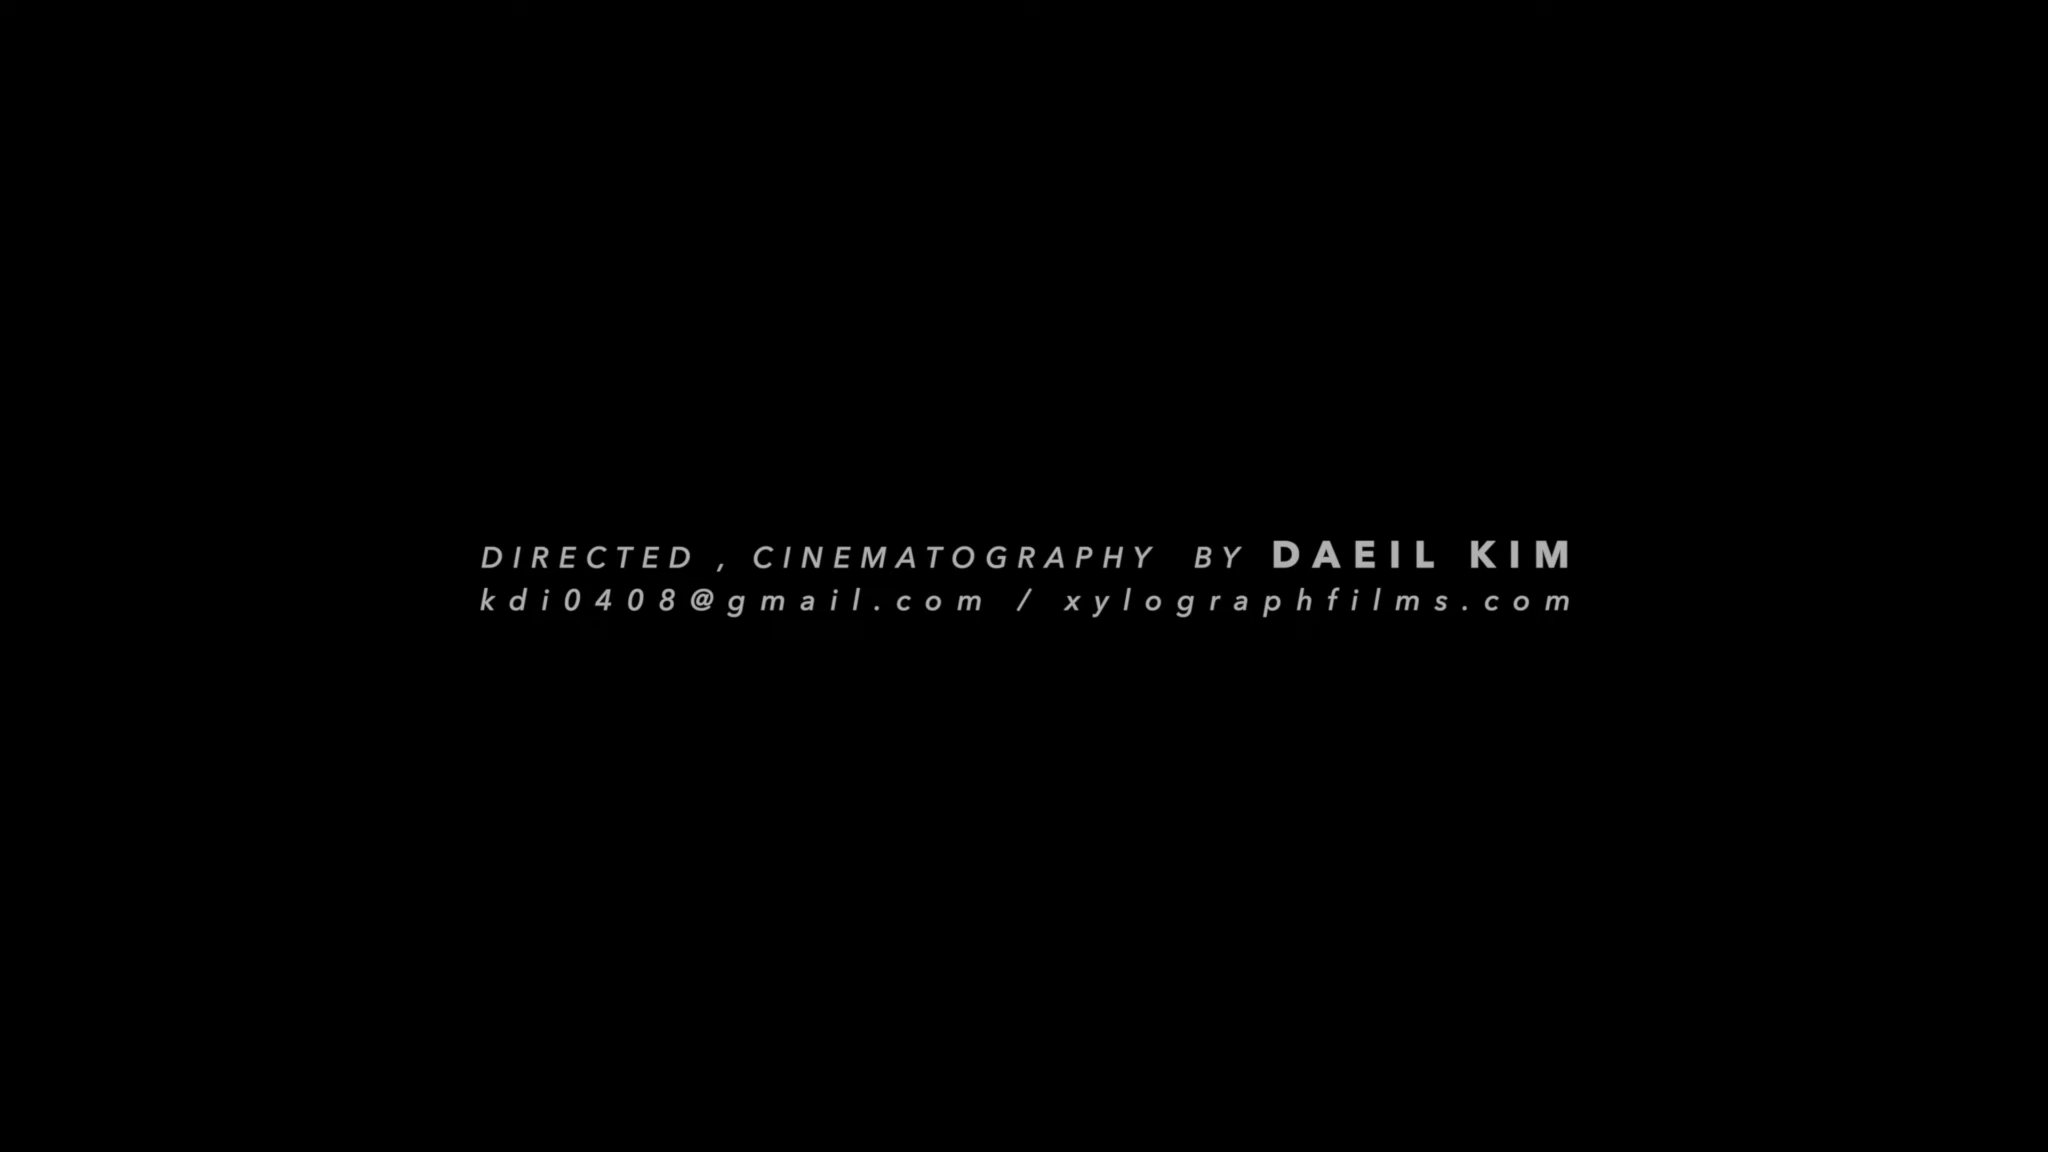 DIRECTED , CINEMATOGRAPHY BY DAEIL KIM
kdi0408@gmail.com / xylographfilms.com